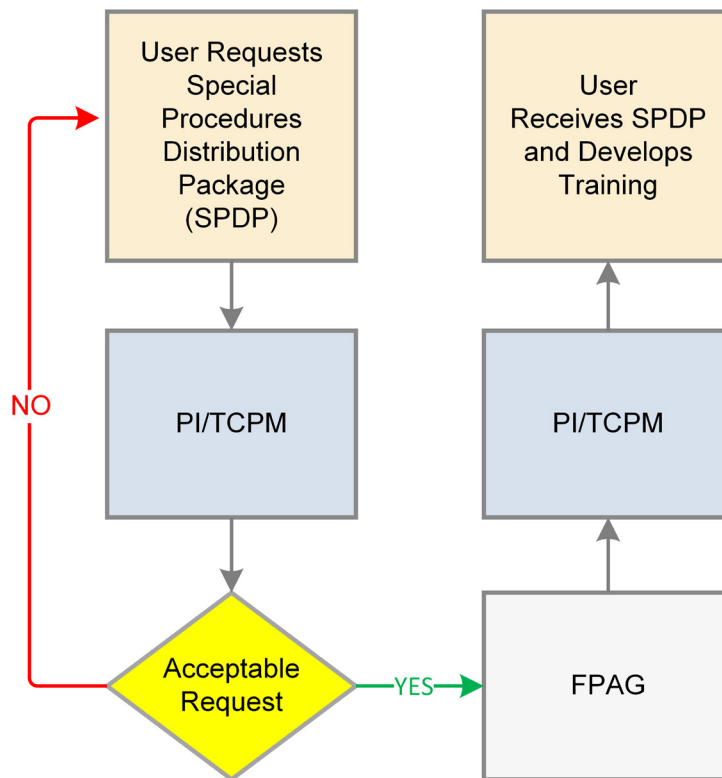 User Requests
Special
Procedures
Distribution
Package
(SPDP)
User
Receives SPDP
and Develops
Training
NO
PI/TCPM
PI/TCPM
Acceptable
Request
YES
FPAG